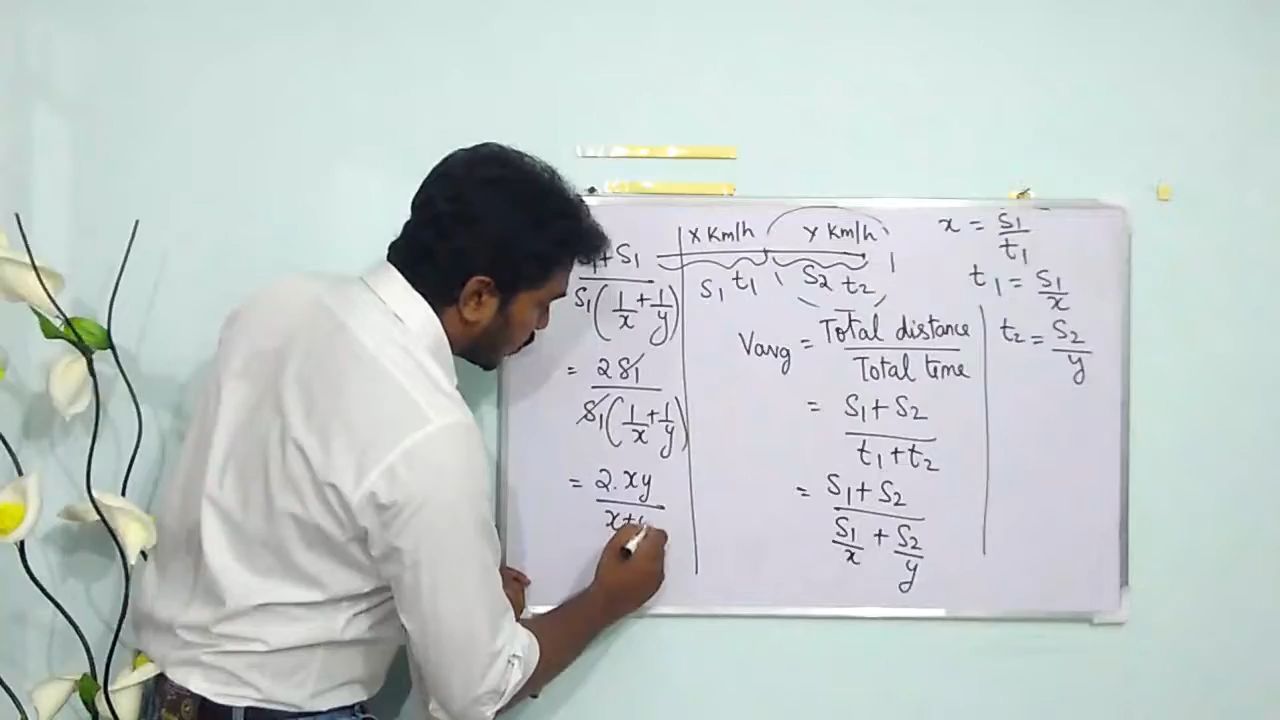 S1+S1
S1(1/x+1/y)
= 2S1
S1(1/x+1/y)
= 2.xy
x+
x km/h y km/h
S1 t1 S2 t2
Vavg = Total distance
Total time
= S1+S2
t1+t2
= S1+S2
S1/x + S2/y
x = S1/t1
t1 = S1/x
t2 = S2/y